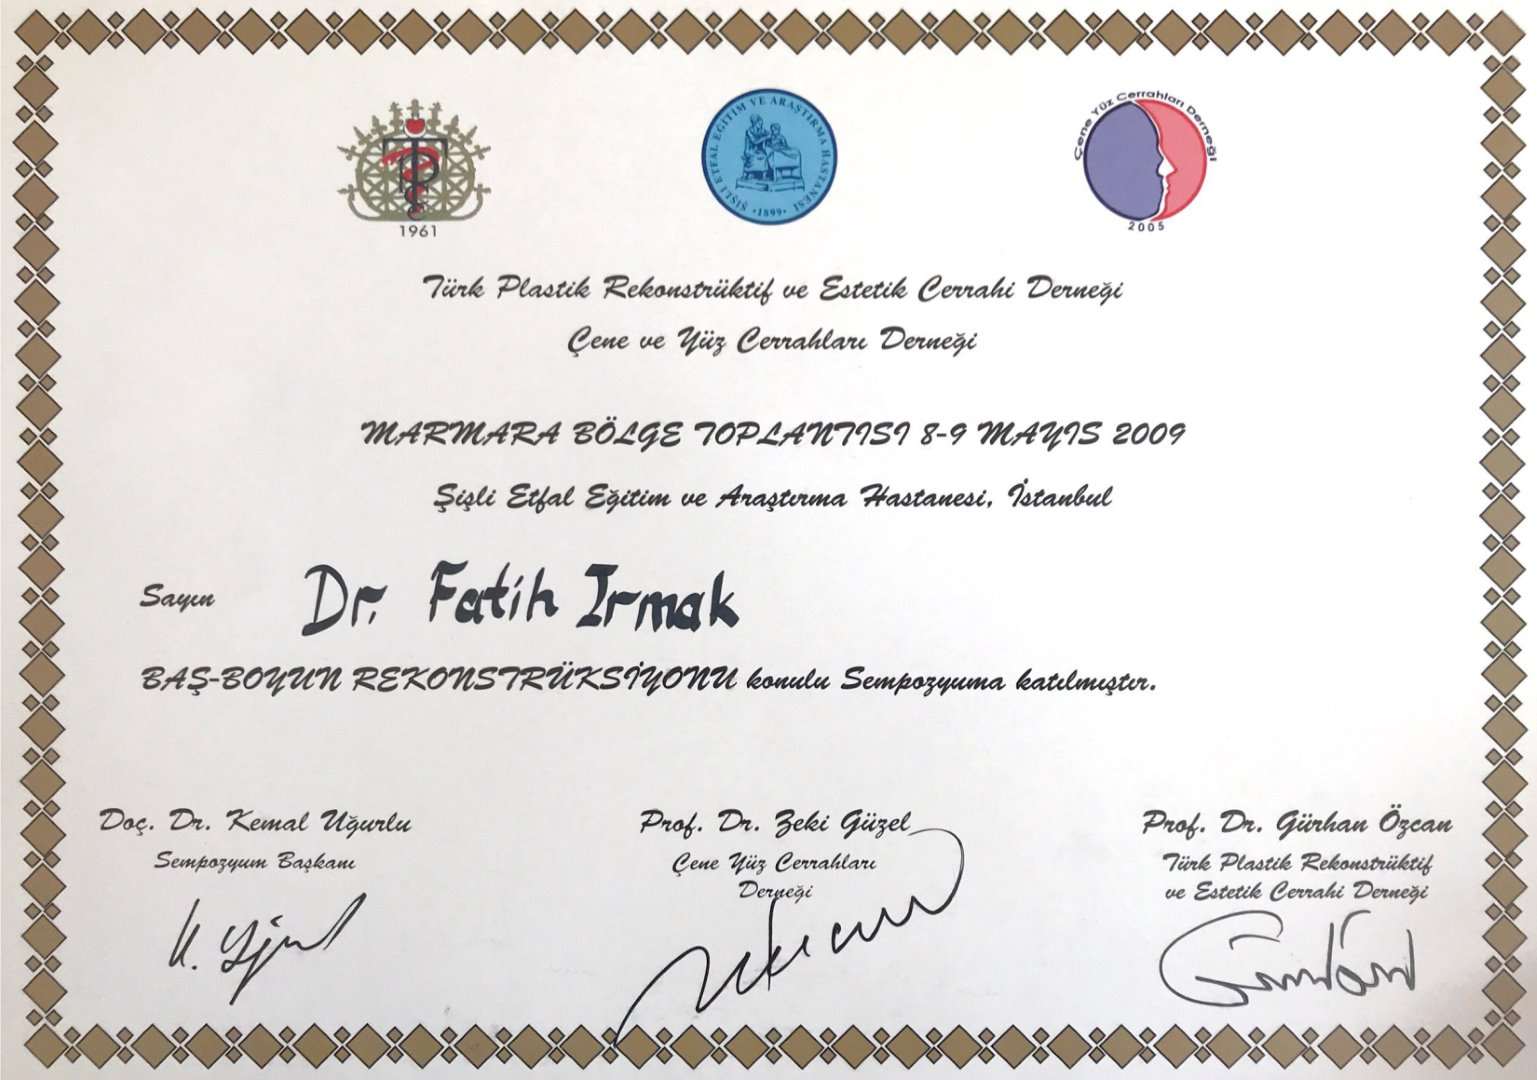 1961
ŞİŞLİ ETFAL EĞİTİM VE ARAŞTIRMA HASTANESİ
•1899•
Çene Yüz Cerrahları Derneği
2005
Türk Plastik Rekonstrüktif ve Estetik Cerrahi Derneği
Çene ve Yüz Cerrahları Derneği
MARMARA BÖLGE TOPLANTISI 8-9 MAYIS 2009
Şişli Etfal Eğitim ve Araştırma Hastanesi, İstanbul
Sayın Dr. Fatih Irmak
BAŞ-BOYUN REKONSTRÜKSİYONU konulu Sempozyuma katılmıştır.
Doç. Dr. Kemal Uğurlu
Sempozyum Başkanı
Prof. Dr. Zeki Güzel
Çene Yüz Cerrahları
Derneği
Prof. Dr. Gürhan Özcan
Türk Plastik Rekonstrüktif
ve Estetik Cerrahi Derneği